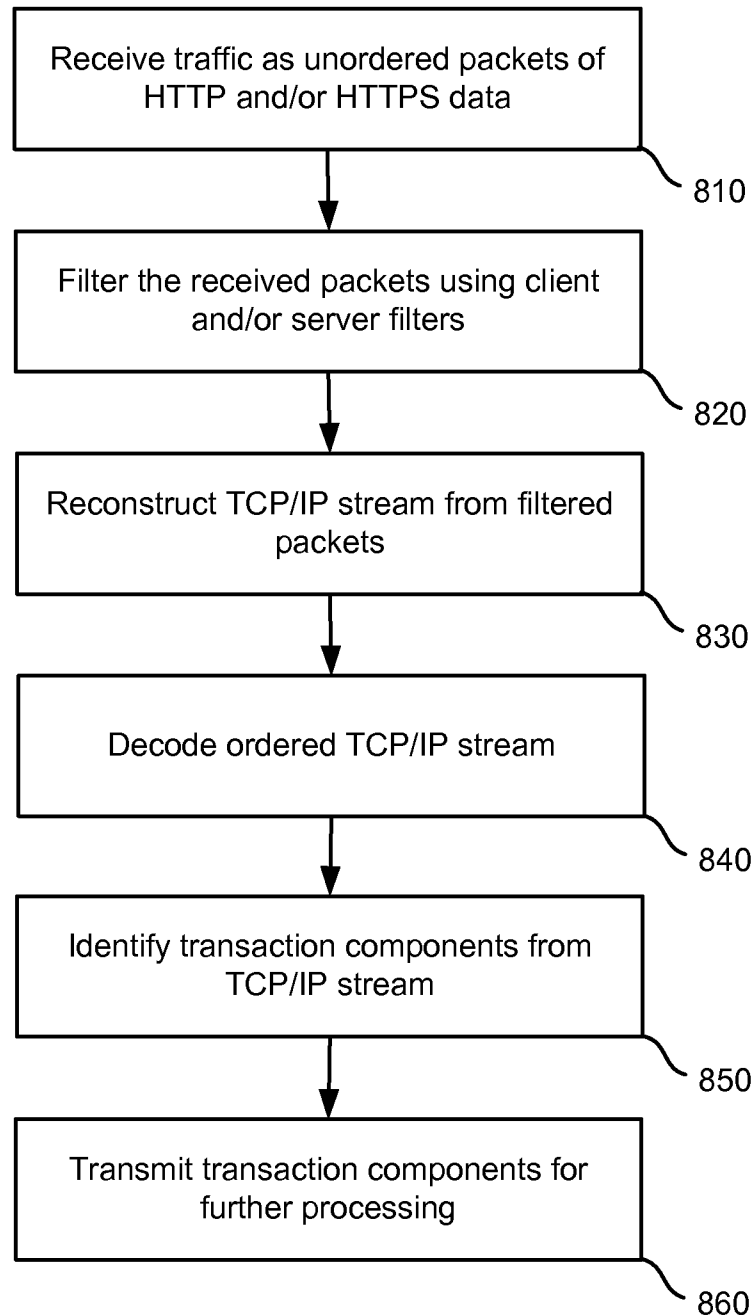 Receive traffic as unordered packets of
HTTP and/or HTTPS data
810
Filter the received packets using client
and/or server filters
820
Reconstruct TCP/IP stream from filtered
packets
830
Decode ordered TCP/IP stream
840
Identify transaction components from
TCP/IP stream
850
Transmit transaction components for
further processing
860